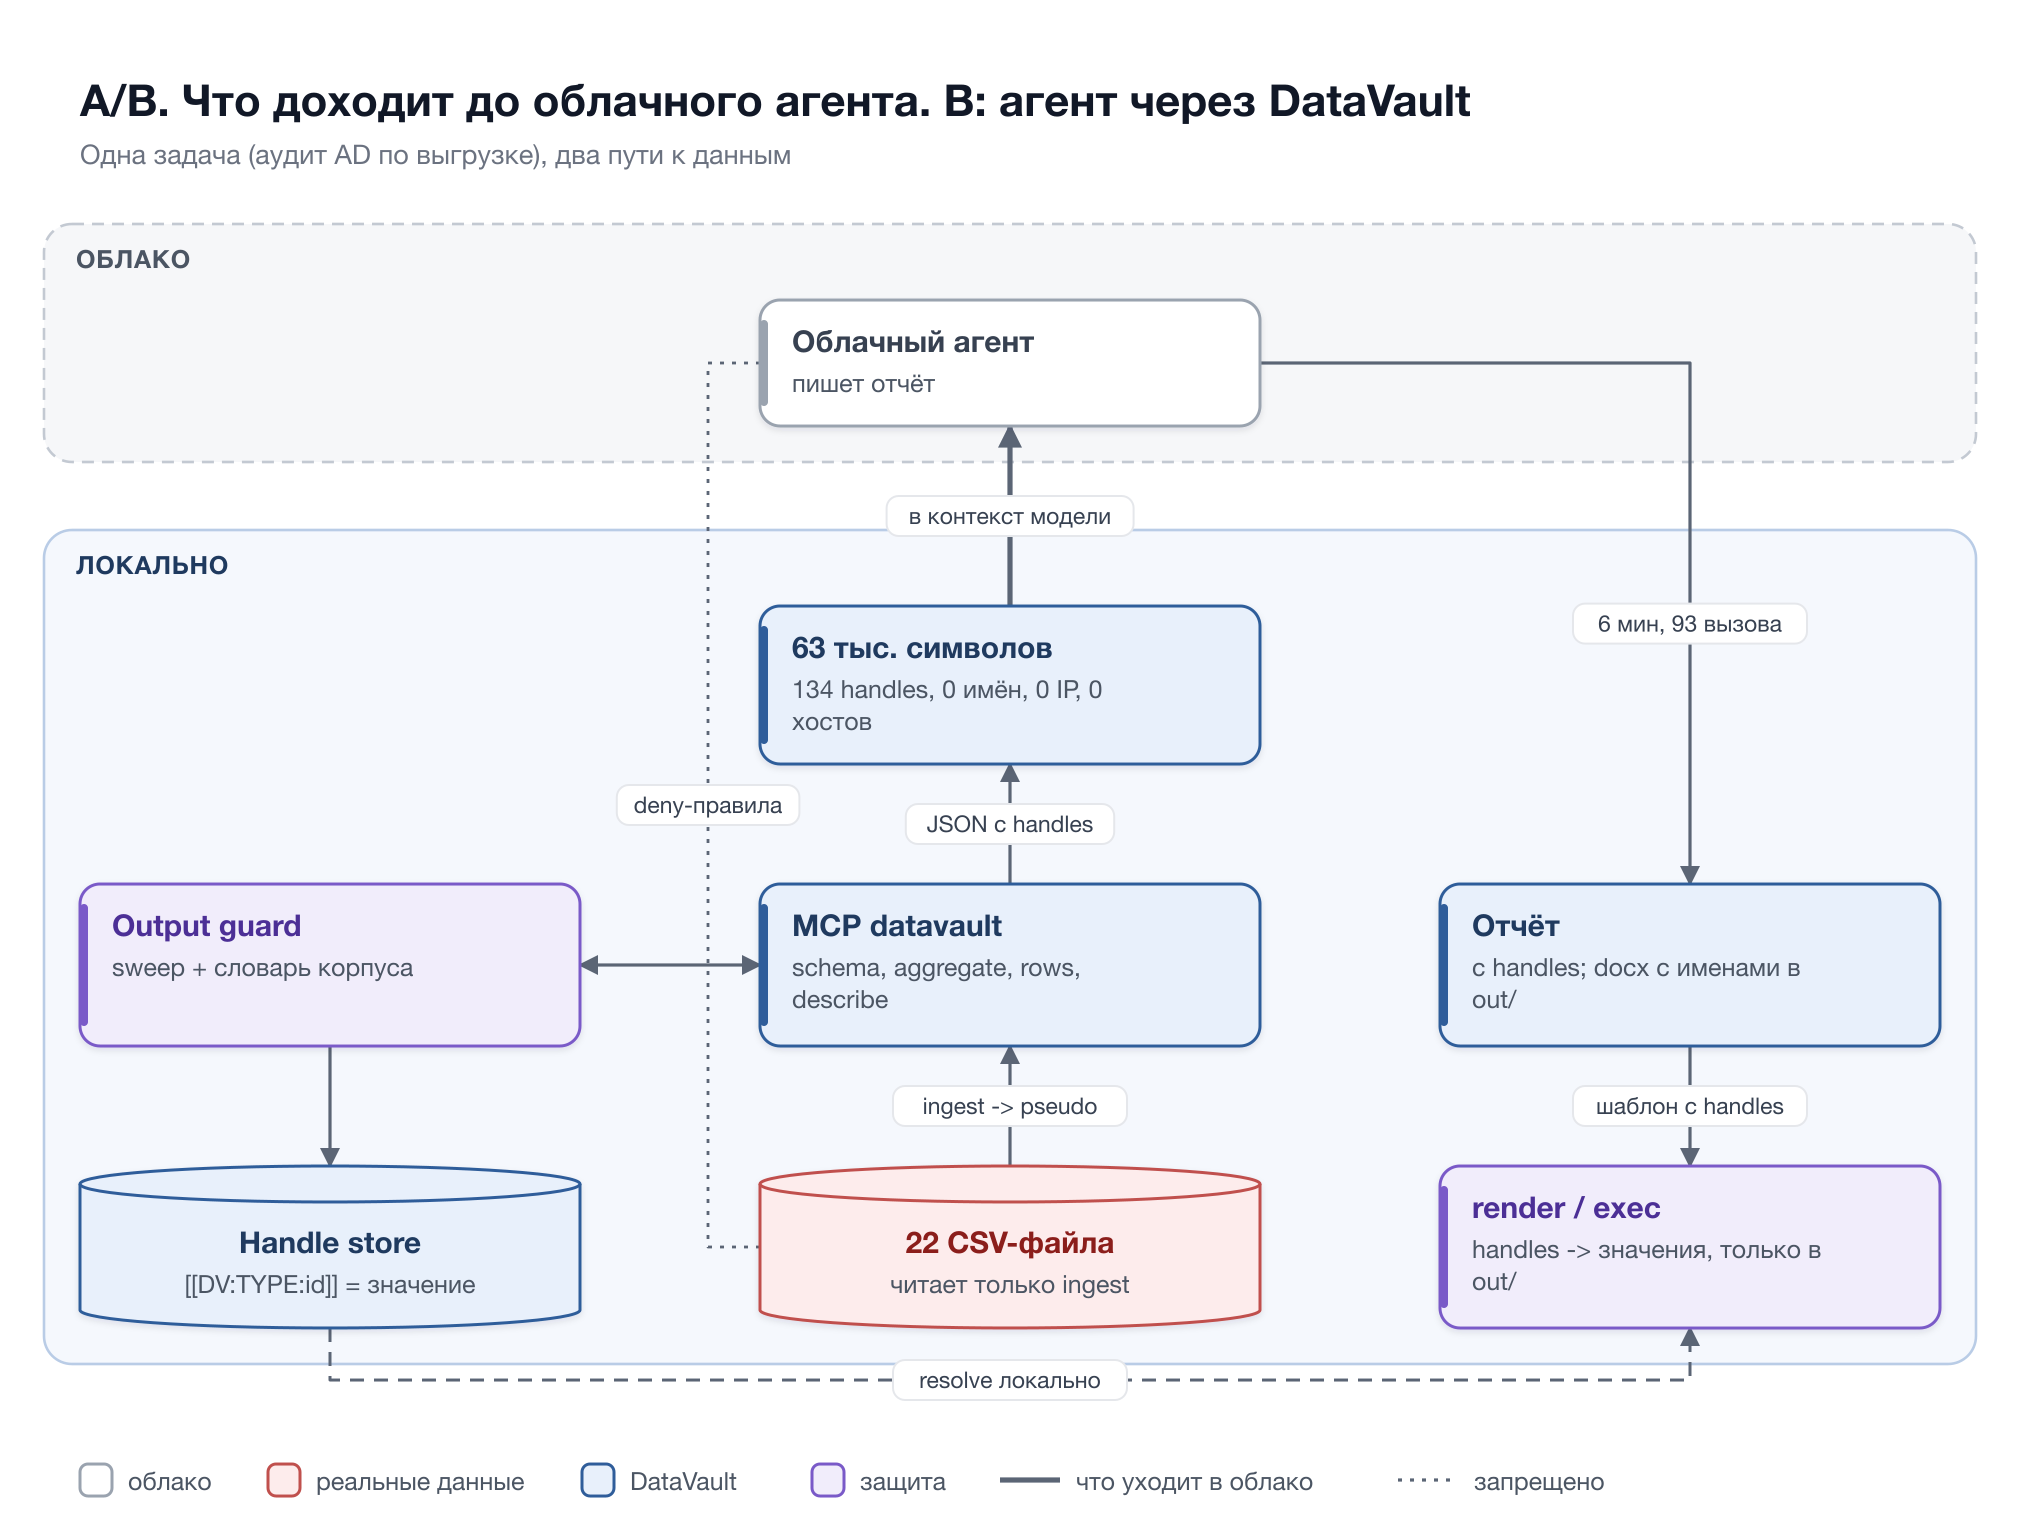 А/В. Что доходит до облачного агента. В: агент через DataVault
Одна задача (аудит AD по выгрузке), два пути к данным
ОБЛАКО
Облачный агент
пишет отчёт
в контекст модели
ЛОКАЛЬНО
63 тыс. символов
134 handles, 0 имён, 0 IP, 0
хостов
6 мин, 93 вызова
deny-правила
JSON с handles
Output guard
sweep + словарь корпуса
MCP datavault
schema, aggregate, rows,
describe
Отчёт
с handles; docx с именами в
out/
ingest -> pseudo
шаблон с handles
Handle store
[[DV:TYPE:id]] = значение
22 CSV-файла
читает только ingest
render / exec
handles -> значения, только в
out/
resolve локально
облако
реальные данные
DataVault
защита
что уходит в облако
запрещено